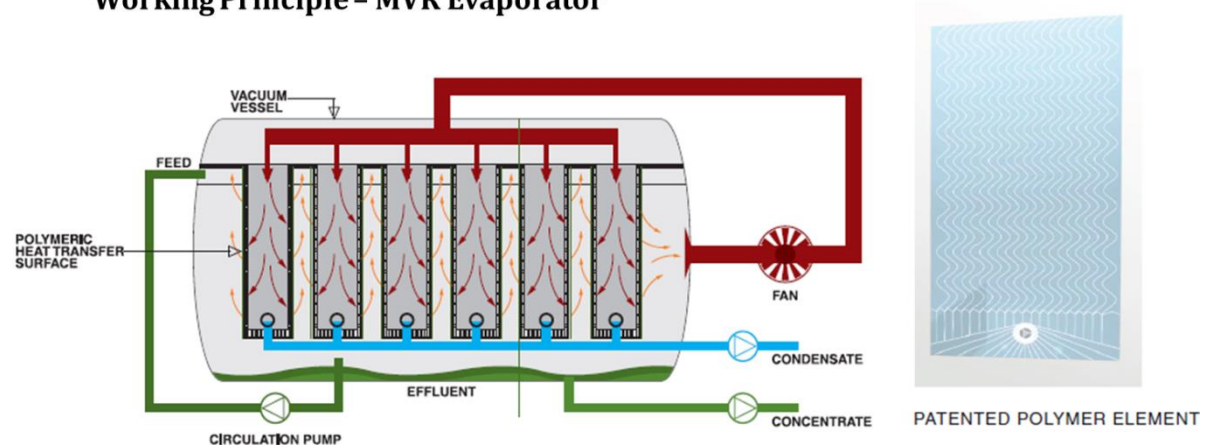 Working Principle – MVR Evaporator
VACUUM
VESSEL
FEED
POLYMERIC
HEAT TRANSFER
SURFACE
FAN
CONDENSATE
EFFLUENT
CONCENTRATE
CIRCULATION PUMP
PATENTED POLYMER ELEMENT